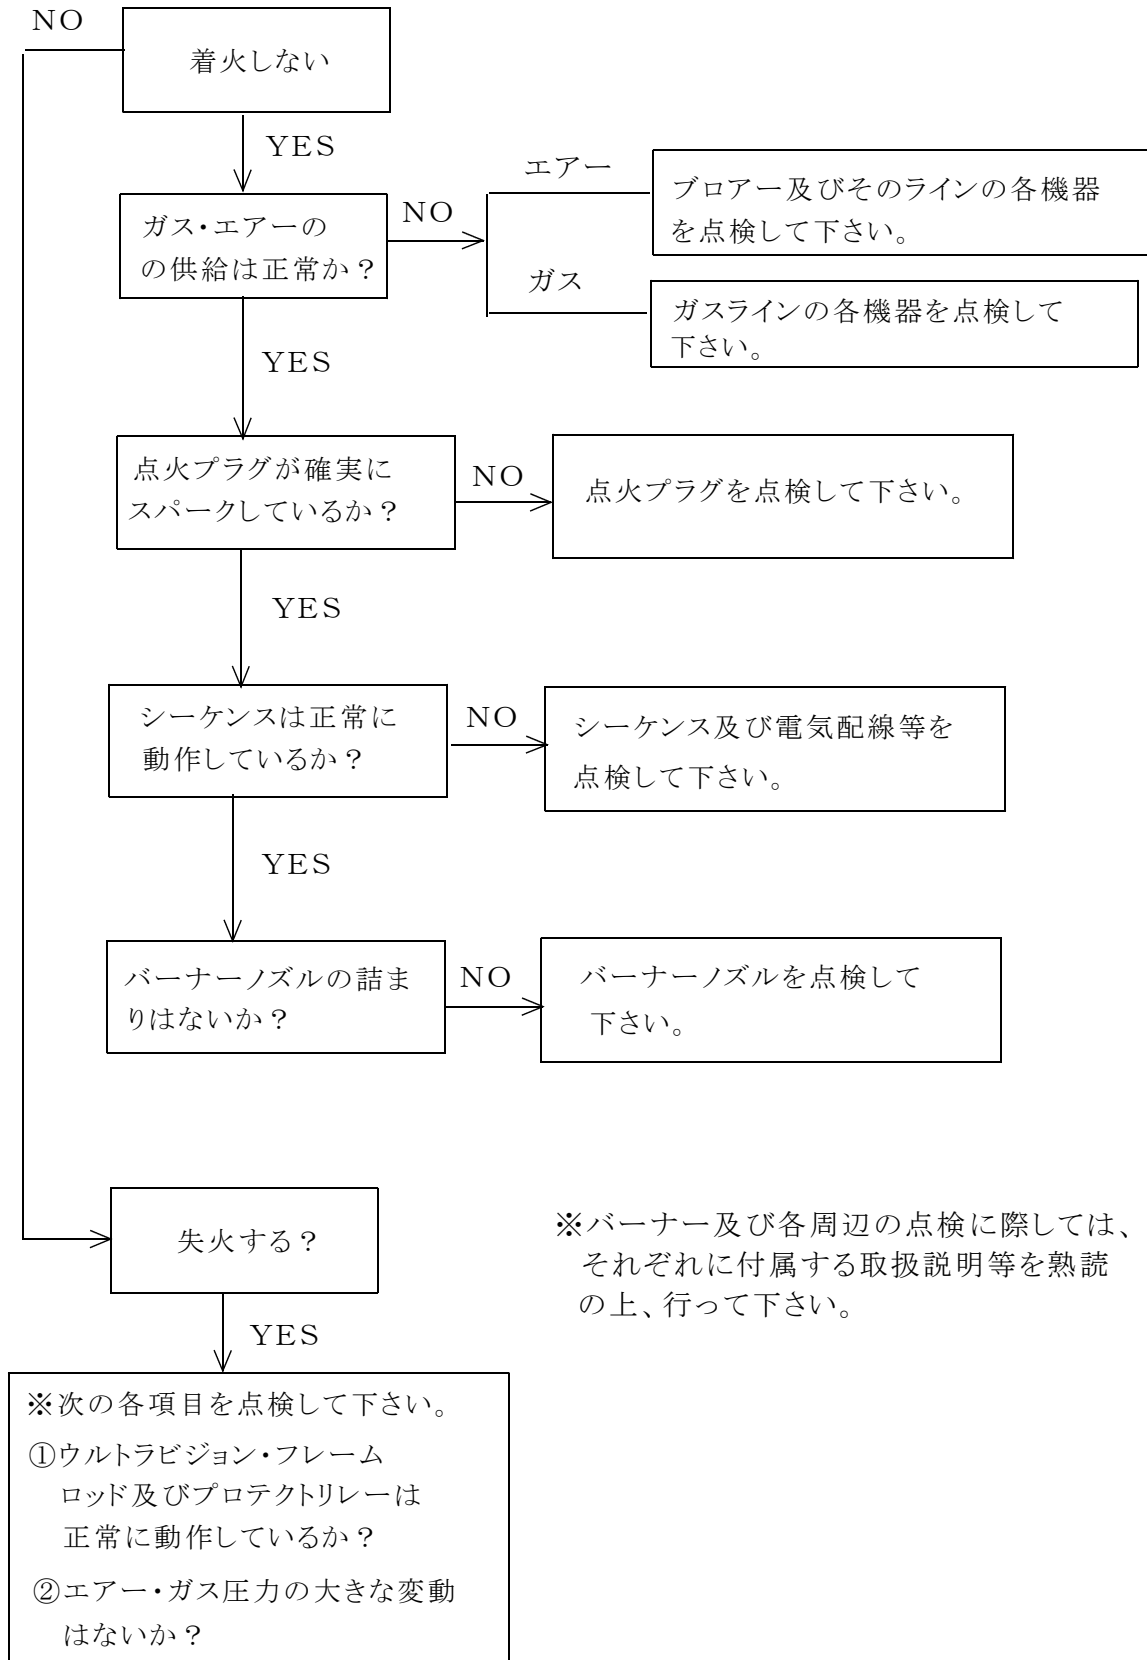 NO
着火しない
YES
ガス・エアーの
の供給は正常か？
NO
エアー
ブロアー及びそのラインの各機器
を点検して下さい。
ガス
ガスラインの各機器を点検して
下さい。
YES
点火プラグが確実に
スパークしているか？
NO
点火プラグを点検して下さい。
YES
シーケンスは正常に
動作しているか？
NO
シーケンス及び電気配線等を
点検して下さい。
YES
バーナーノズルの詰ま
りはないか？
NO
バーナーノズルを点検して
下さい。
失火する？
※バーナー及び各周辺の点検に際しては、
それぞれに付属する取扱説明等を熟読
の上、行って下さい。
YES
※次の各項目を点検して下さい。
①ウルトラビジョン・フレーム
ロッド及びプロテクトリレーは
正常に動作しているか？
②エアー・ガス圧力の大きな変動
はないか？